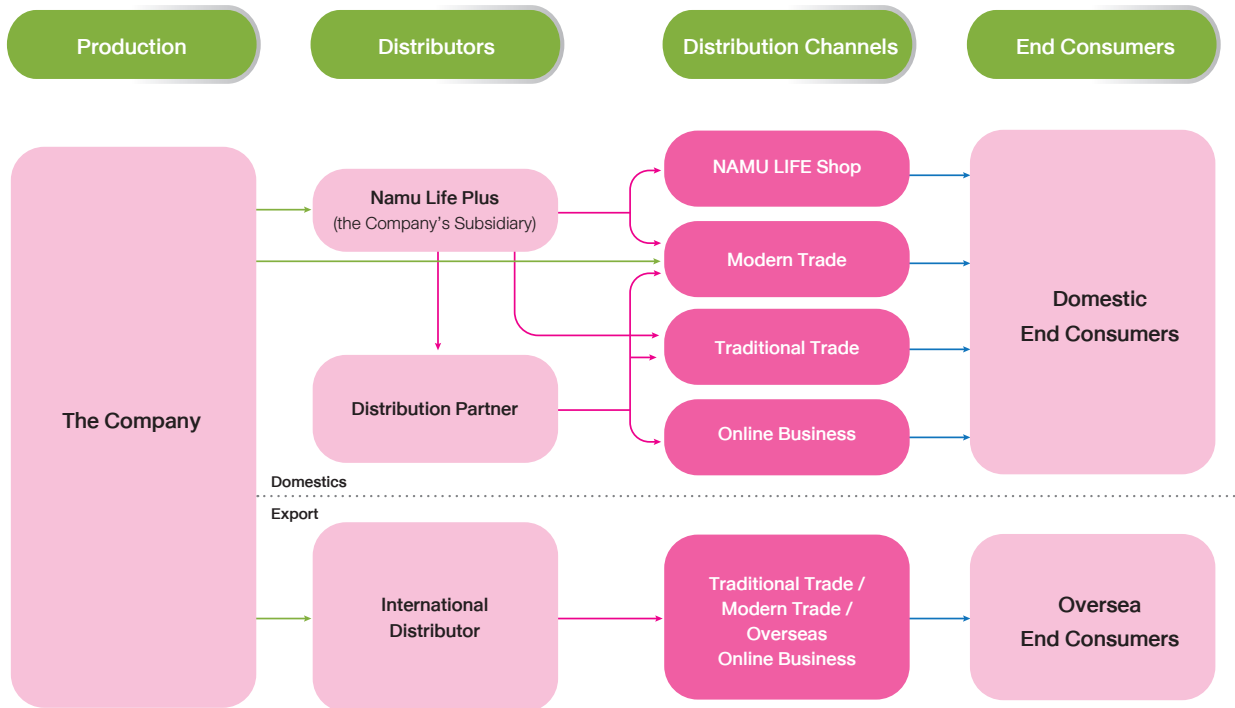 Production
Distributors
Distribution Channels
End Consumers
The Company
Namu Life Plus
(the Company's Subsidiary)
Distribution Partner
NAMU LIFE Shop
Modern Trade
Traditional Trade
Online Business
Domestic
End Consumers
Domestics
Export
International
Distributor
Traditional Trade /
Modern Trade /
Overseas
Online Business
Oversea
End Consumers